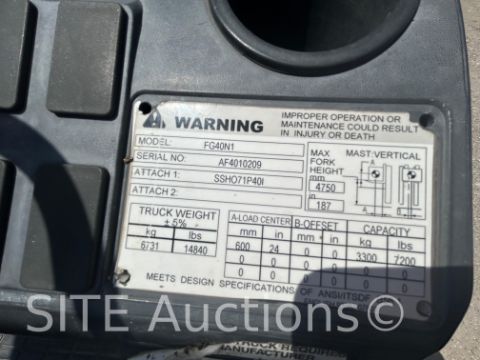 WARNING
IMPROPER OPERATION OR MAINTENANCE COULD RESULT IN INJURY OR DEATH
MODEL: FG40N1
SERIAL NO: AF4010209
ATTACH 1: SSHO71P40I
ATTACH 2:
MAX FORK HEIGHT
mm
4750
in
187
MAST:VERTICAL
TRUCK WEIGHT ± 5%
kg lbs
6731 14840
A-LOAD CENTER B-OFFSET CAPACITY
mm in mm in kg lbs
600 24 0 0 3300 7200
0 0 0 0 0 0
0 0 0 0 0 0
MEETS DESIGN SPECIFICATIONS OF ANSI/ITSDF
SITE Auctions.com®
MANUFACTURER